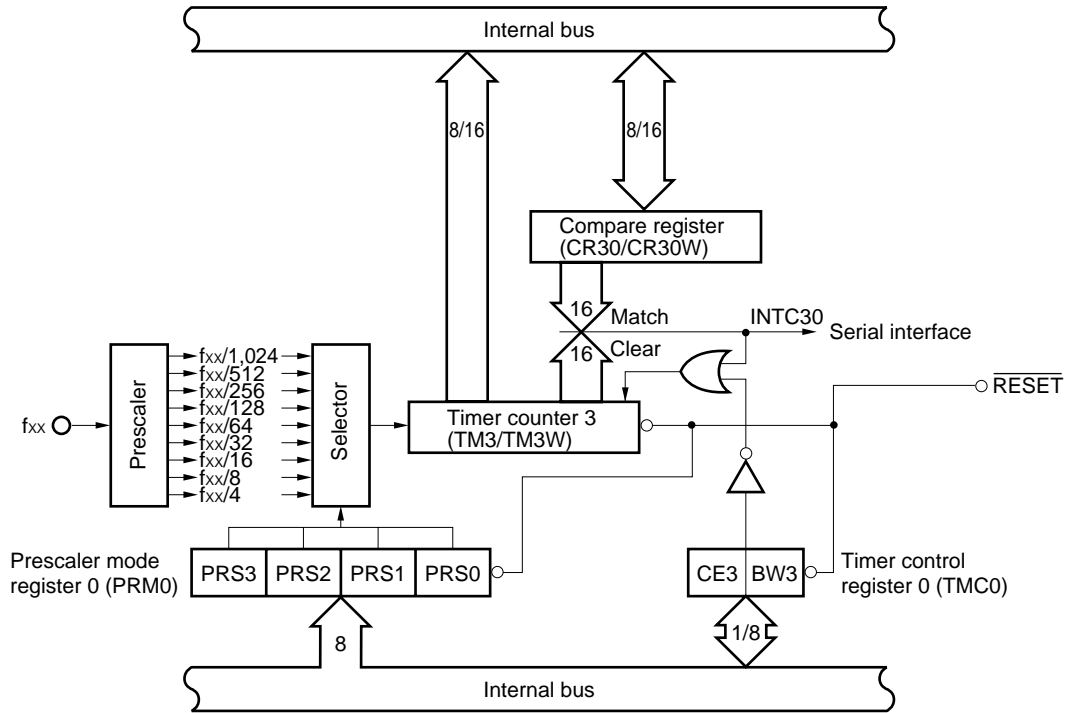 Internal bus
8/16
8/16
Compare register
(CR30/CR30W)
16
Match
INTC30
Serial interface
16
Clear
RESET
fxx
Prescaler
fxx/1,024
fxx/512
fxx/256
fxx/128
fxx/64
fxx/32
fxx/16
fxx/8
fxx/4
Selector
Timer counter 3
(TM3/TM3W)
Prescaler mode
register 0 (PRM0)
PRS3
PRS2
PRS1
PRS0
CE3
BW3
Timer control
register 0 (TMC0)
8
1/8
Internal bus